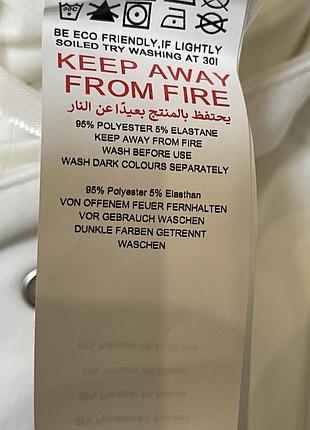 BE ECO FRIENDLY,IF LIGHTLY
SOILED TRY WASHING AT 30!
KEEP AWAY
FROM FIRE
يحتفظ بالمنتج بعيدًا عن النار
95% POLYESTER 5% ELASTANE
KEEP AWAY FROM FIRE
WASH BEFORE USE
WASH DARK COLOURS SEPARATELY
95% Polyester 5% Elasthan
VON OFFENEM FEUER FERNHALTEN
VOR GEBRAUCH WASCHEN
DUNKLE FARBEN GETRENNT
WASCHEN